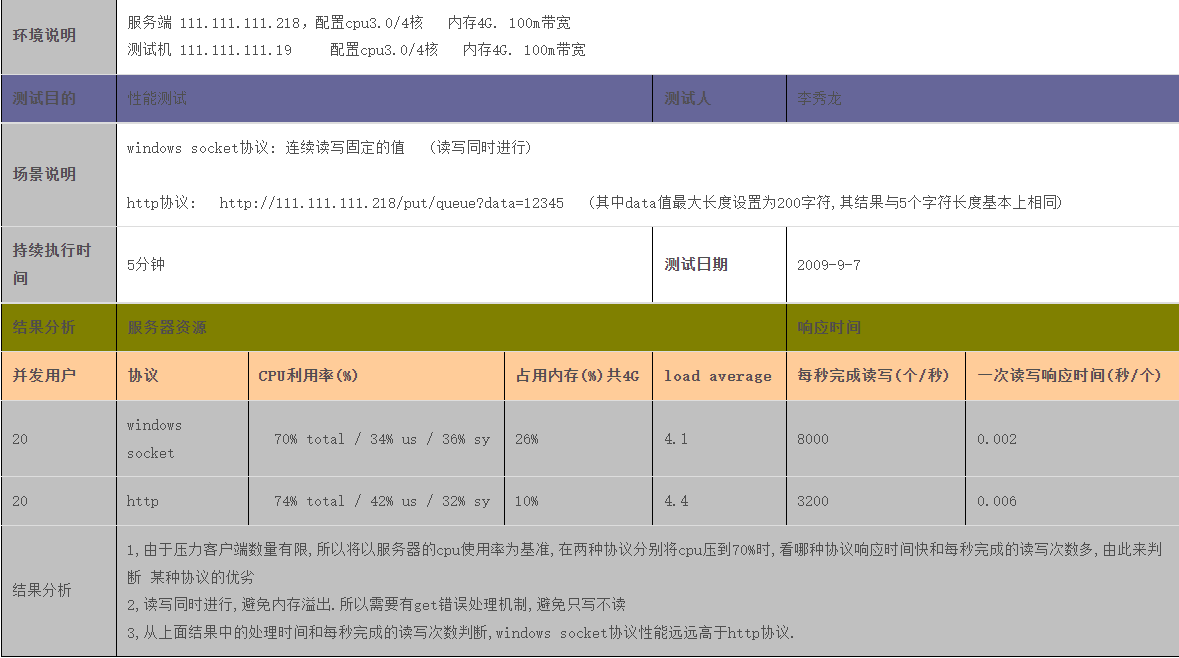 环境说明
服务端 111.111.111.218，配置cpu3.0/4核 内存4G. 100m带宽
测试机 111.111.111.19 配置cpu3.0/4核 内存4G. 100m带宽
测试目的 性能测试 测试人 李秀龙
场景说明
windows socket协议: 连续读写固定的值 （读写同时进行）
http协议: http://111.111.111.218/put/queue?data=12345 （其中data值最大长度设置为200字符,其结果与5个字符长度基本上相同）
持续执行时
间
5分钟 测试日期 2009-9-7
结果分析 服务器资源 响应时间
并发用户 协议 CPU利用率(%) 占用内存(%)共4G load average 每秒完成读写(个/秒) 一次读写响应时间(秒/个)
20
windows
socket
70% total / 34% us / 36% sy 26% 4.1 8000 0.002
20 http 74% total / 42% us / 32% sy 10% 4.4 3200 0.006
结果分析
1,由于压力客户端数量有限,所以将以服务器的cpu使用率为基准,在两种协议分别将cpu压到70%时,看哪种协议响应时间快和每秒完成的读写次数多,由此来判
断 某种协议的优劣
2,读写同时进行,避免内存溢出.所以需要有get错误处理机制,避免只写不读
3,从上面结果中的处理时间和每秒完成的读写次数判断,windows socket协议性能远远高于http协议.